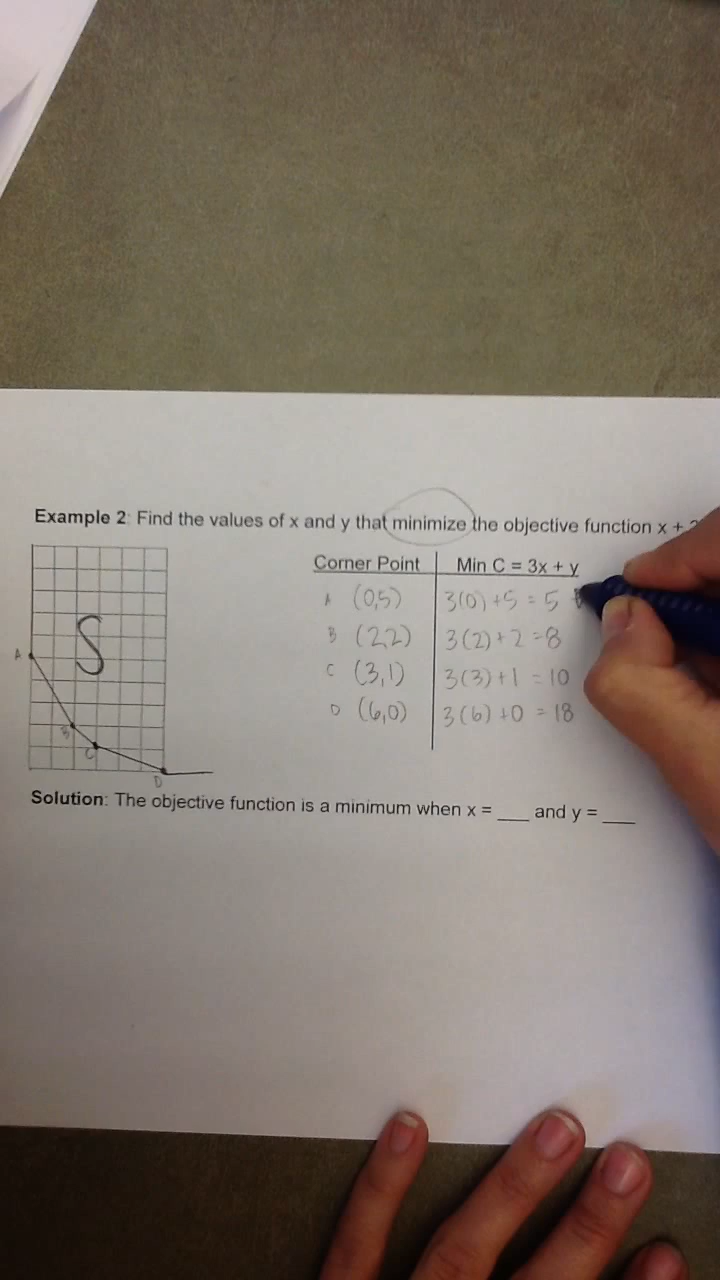 Example 2: Find the values of x and y that minimize the objective function x +
Corner Point Min C = 3x + y
A (0,5) 3(0)+5 = 5
B (2,2) 3(2)+2 = 8
C (3,1) 3(3)+1 = 10
D (6,0) 3(6)+0 = 18
S
A
B
C
D
Solution: The objective function is a minimum when x = ___ and y = ___